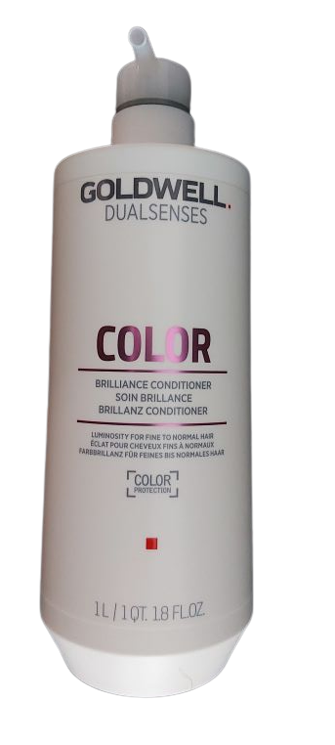 GOLDWELL.
DUALSENSES
COLOR
BRILLIANCE CONDITIONER
SOIN BRILLANCE
BRILLANZ CONDITIONER
LUMINOSITY FOR FINE TO NORMAL HAIR
ÉCLAT POUR CHEVEUX FINS À NORMAUX
FARBBRILLANZ FÜR FEINES BIS NORMALES HAAR
COLOR
PROTECTION
1 L / 1 QT. 1.8 FL.OZ.